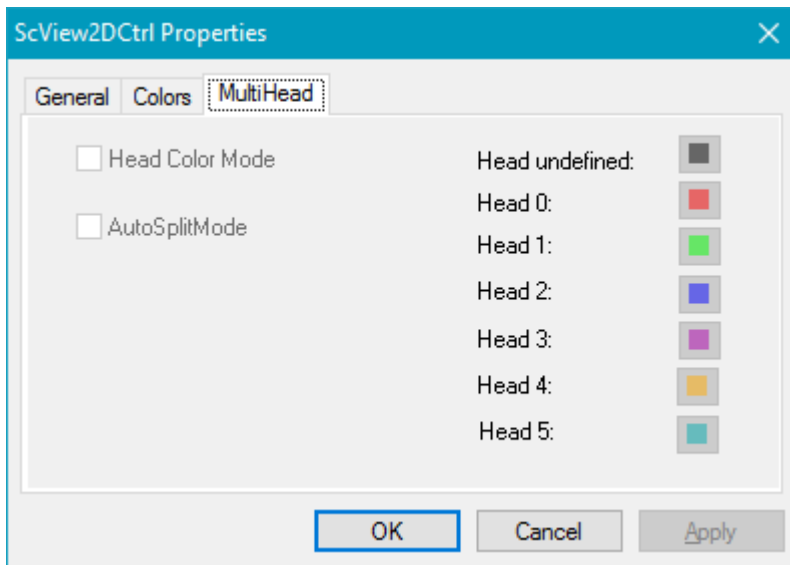 ScView2DCtrl Properties
General Colors MultiHead
Head Color Mode
AutoSplitMode
Head undefined:
Head 0:
Head 1:
Head 2:
Head 3:
Head 4:
Head 5:
OK Cancel Apply